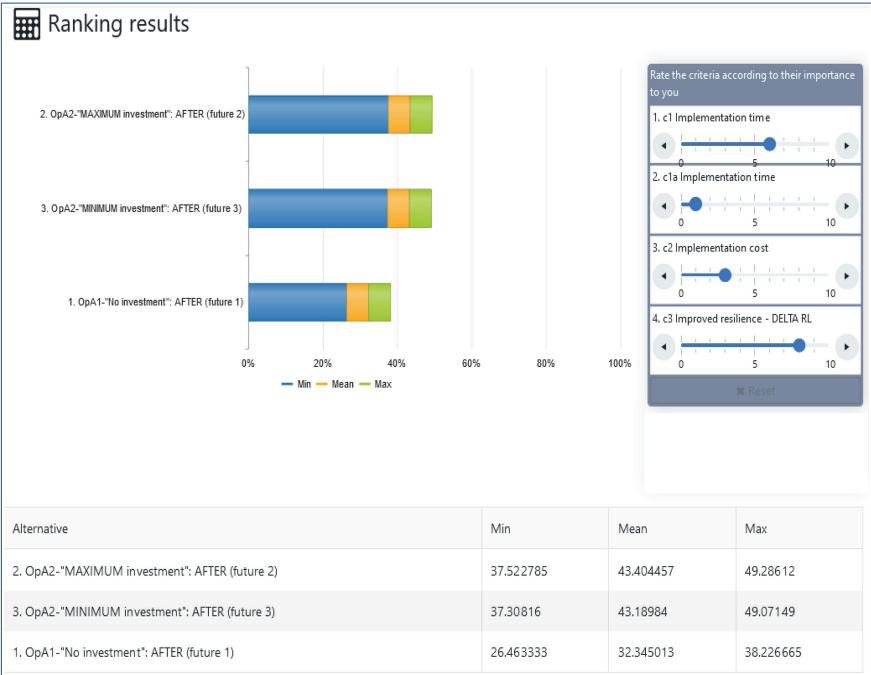 Ranking results
2. OpA2-"MAXIMUM investment": AFTER (future 2)
3. OpA2-"MINIMUM investment": AFTER (future 3)
1. OpA1-"No investment": AFTER (future 1)
0% 20% 40% 60% 80% 100%
Min Mean Max
Rate the criteria according to their importance
to you
1. c1 Implementation time
0 5 10
2. c1a Implementation time
0 5 10
3. c2 Implementation cost
0 5 10
4. c3 Improved resilience - DELTA RL
0 5 10
✖ Reset
Alternative Min Mean Max
2. OpA2-"MAXIMUM investment": AFTER (future 2) 37.522785 43.404457 49.28612
3. OpA2-"MINIMUM investment": AFTER (future 3) 37.30816 43.18984 49.07149
1. OpA1-"No investment": AFTER (future 1) 26.463333 32.345013 38.226665